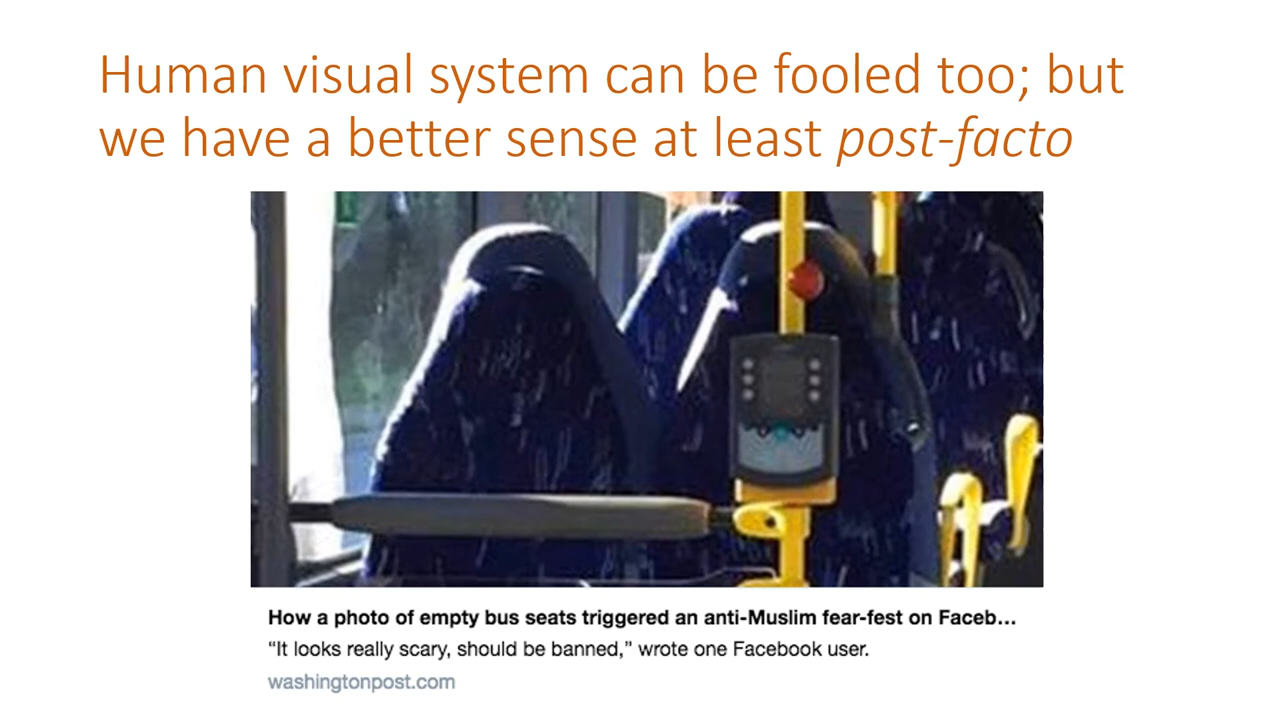 Human visual system can be fooled too; but
we have a better sense at least post-facto
How a photo of empty bus seats triggered an anti-Muslim fear-fest on Faceb...
“It looks really scary, should be banned,” wrote one Facebook user.
washingtonpost.com